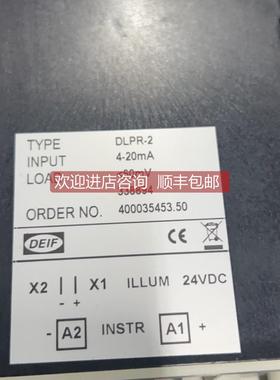 TYPE DLPR-2
INPUT 4-20mA
LOA
欢迎进店咨询 顺丰包邮
ORDER NO. 400035453.50
DEIF
CE
X2 X1 ILLUM 24VDC
- +
- A2 INSTR A1 +